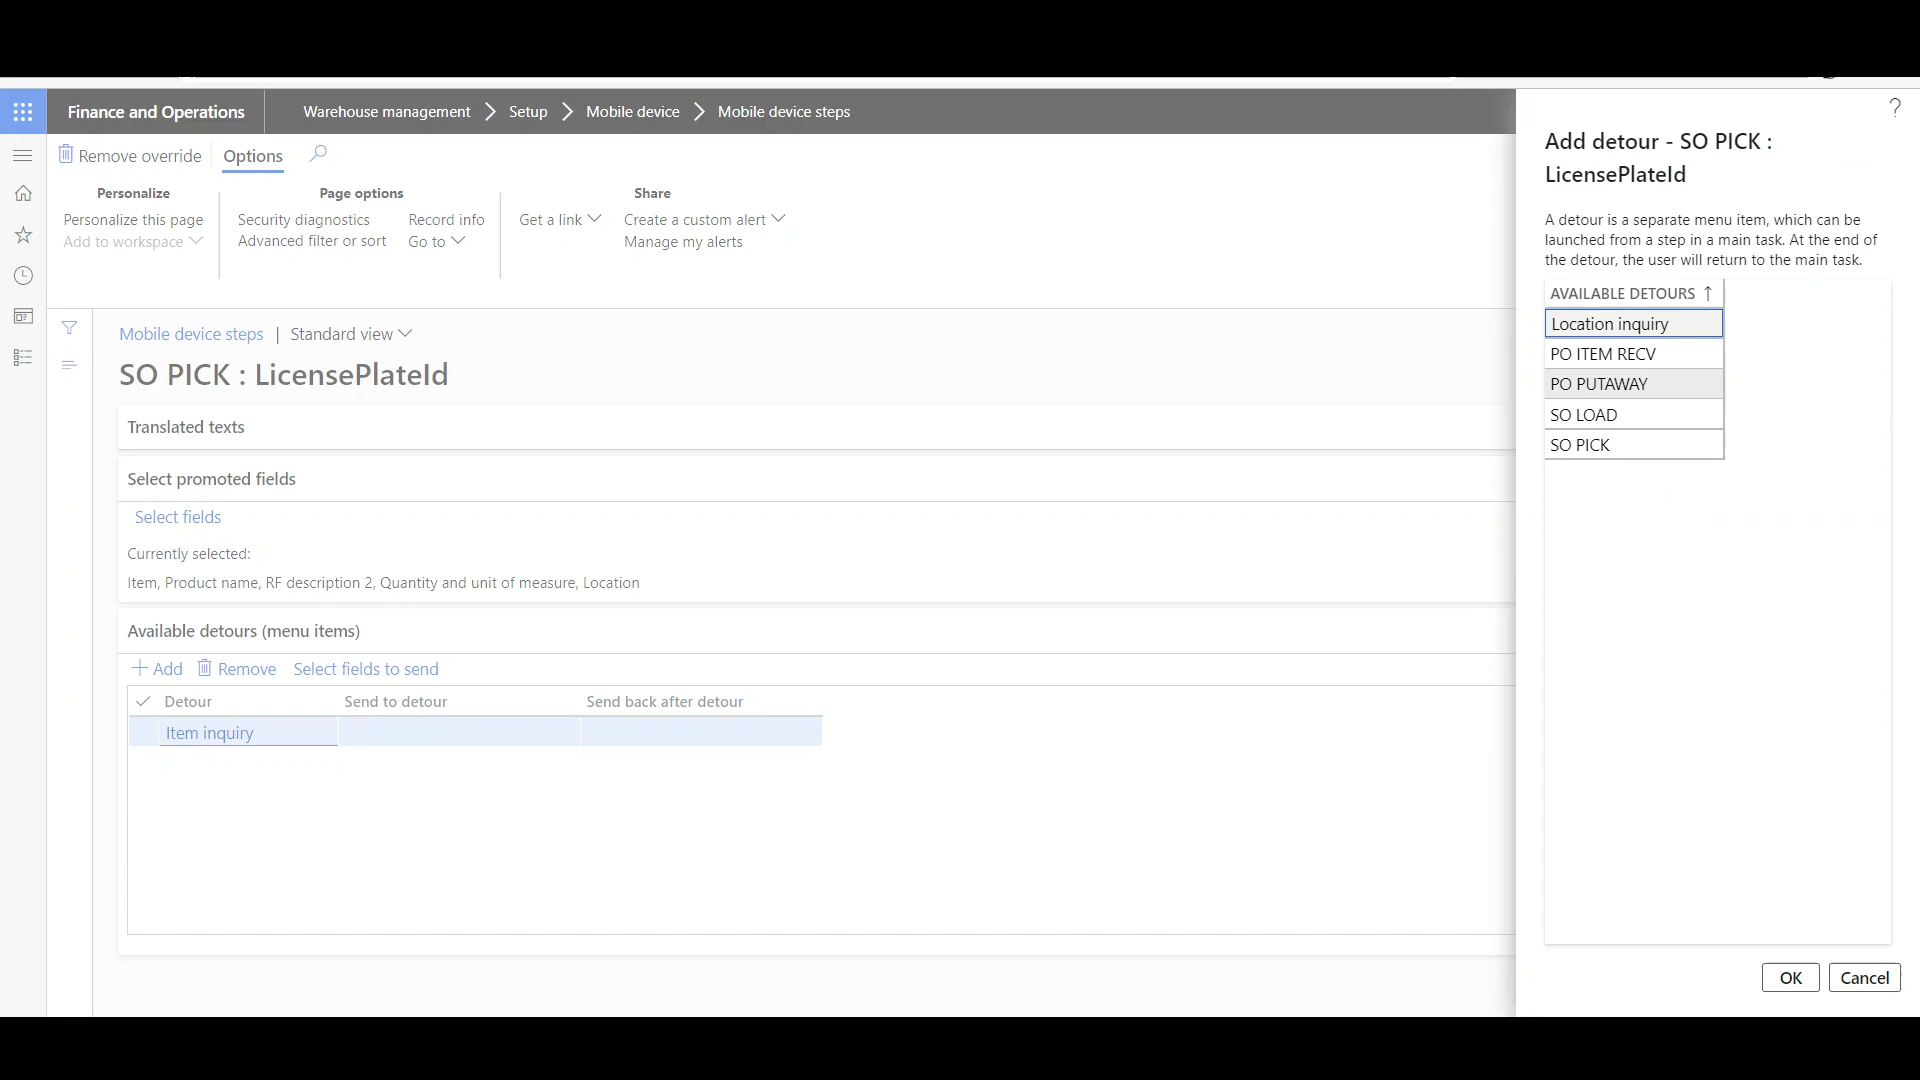 Finance and Operations
Warehouse management Setup Mobile device Mobile device steps
Remove override Options
Personalize
Personalize this page
Add to workspace
Page options
Security diagnostics Record info
Advanced filter or sort Go to
Share
Get a link Create a custom alert
Manage my alerts
Mobile device steps | Standard view
SO PICK : LicensePlateId
Translated texts
Select promoted fields
Select fields
Currently selected:
Item, Product name, RF description 2, Quantity and unit of measure, Location
Available detours (menu items)
Add Remove Select fields to send
Detour Send to detour Send back after detour
Item inquiry
?
Add detour - SO PICK :
LicensePlateId
A detour is a separate menu item, which can be
launched from a step in a main task. At the end of
the detour, the user will return to the main task.
AVAILABLE DETOURS ↑
Location inquiry
PO ITEM RECV
PO PUTAWAY
SO LOAD
SO PICK
OK Cancel